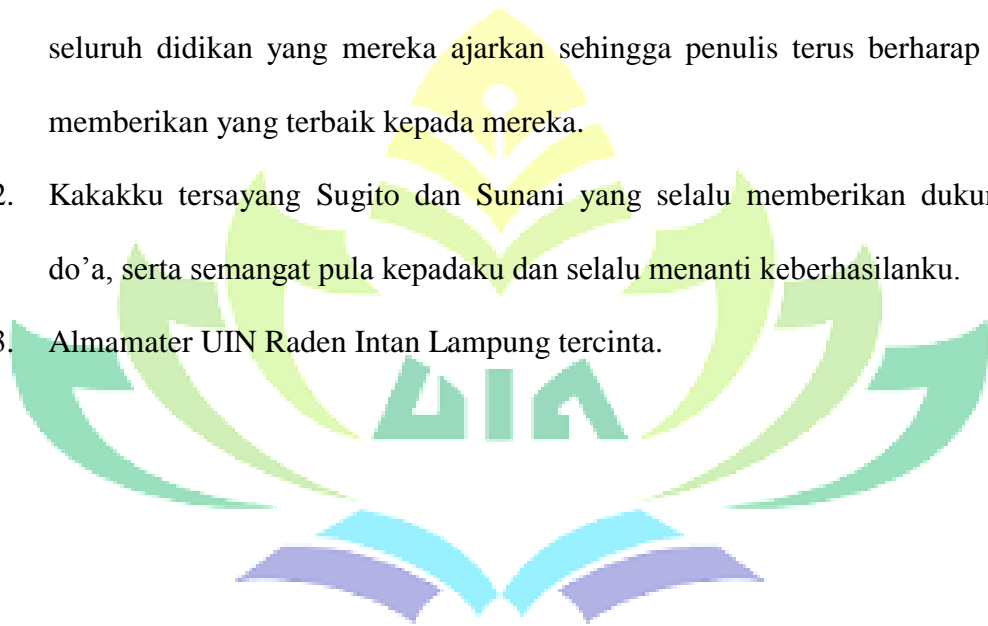 seluruh didikan yang mereka ajarkan sehingga penulis terus berharap
memberikan yang terbaik kepada mereka.
2. Kakakku tersayang Sugito dan Sunani yang selalu memberikan
do’a, serta semangat pula kepadaku dan selalu menanti keberhasilanku.
3. Almamater UIN Raden Intan Lampung tercinta.
UIN